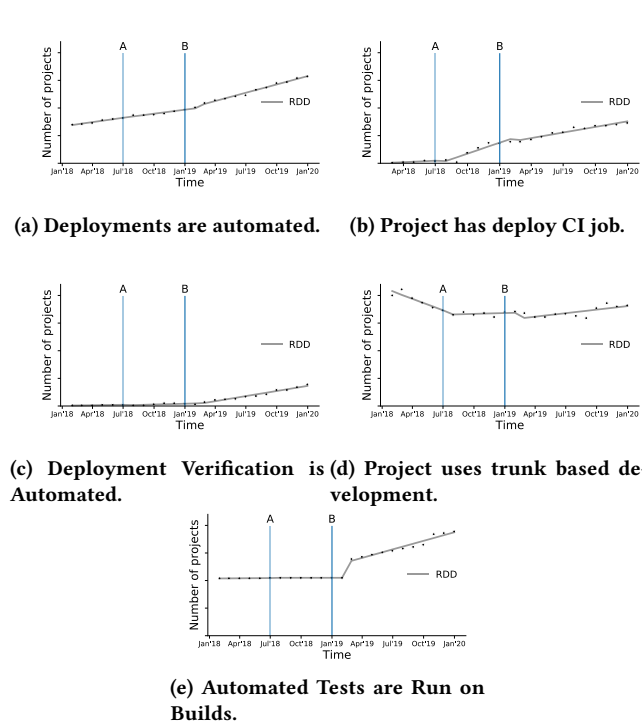 A B
Number of projects
RDD
Jan'18 Apr'18 Jul'18 Oct'18 Jan'19 Apr'19 Jul'19 Oct'19 Jan'20
Time
(a) Deployments are automated.
A B
Number of projects
RDD
Apr'18 Jul'18 Oct'18 Jan'19 Apr'19 Jul'19 Oct'19 Jan'20
Time
(b) Project has deploy CI job.
A B
Number of projects
RDD
Jan'18 Apr'18 Jul'18 Oct'18 Jan'19 Apr'19 Jul'19 Oct'19 Jan'20
Time
(c) Deployment Verification is
Automated.
A B
Number of projects
RDD
Jan'18 Apr'18 Jul'18 Oct'18 Jan'19 Apr'19 Jul'19 Oct'19 Jan'20
Time
(d) Project uses trunk based de-
velopment.
A B
Number of projects
RDD
Jan'18 Apr'18 Jul'18 Oct'18 Jan'19 Apr'19 Jul'19 Oct'19 Jan'20
Time
(e) Automated Tests are Run on
Builds.